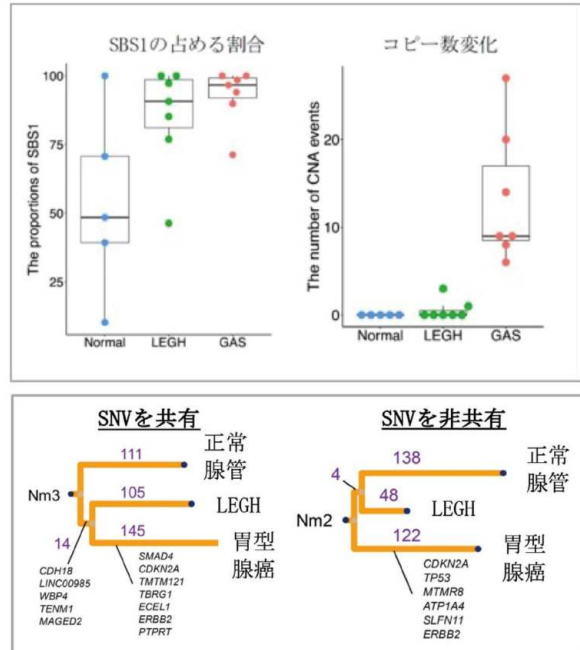 SBS1の占める割合
コピー数変化
The proportions of SBS1
100
75
50
25
Normal
LEGH
GAS
The number of CNA events
20
10
0
Normal
LEGH
GAS
SNVを共有
Nm3
111
正常
腺管
105
LEGH
145
胃型
腺癌
14
CDH18
LINC00985
WBP4
TENM1
MAGED2
SMAD4
CDKN2A
TMTM121
TBRG1
ECEL1
ERBB2
PTPRT
SNVを非共有
Nm2
4
138
正常
腺管
48
LEGH
122
胃型
腺癌
CDKN2A
TP53
MTMR8
ATP1A4
SLFN11
ERBB2